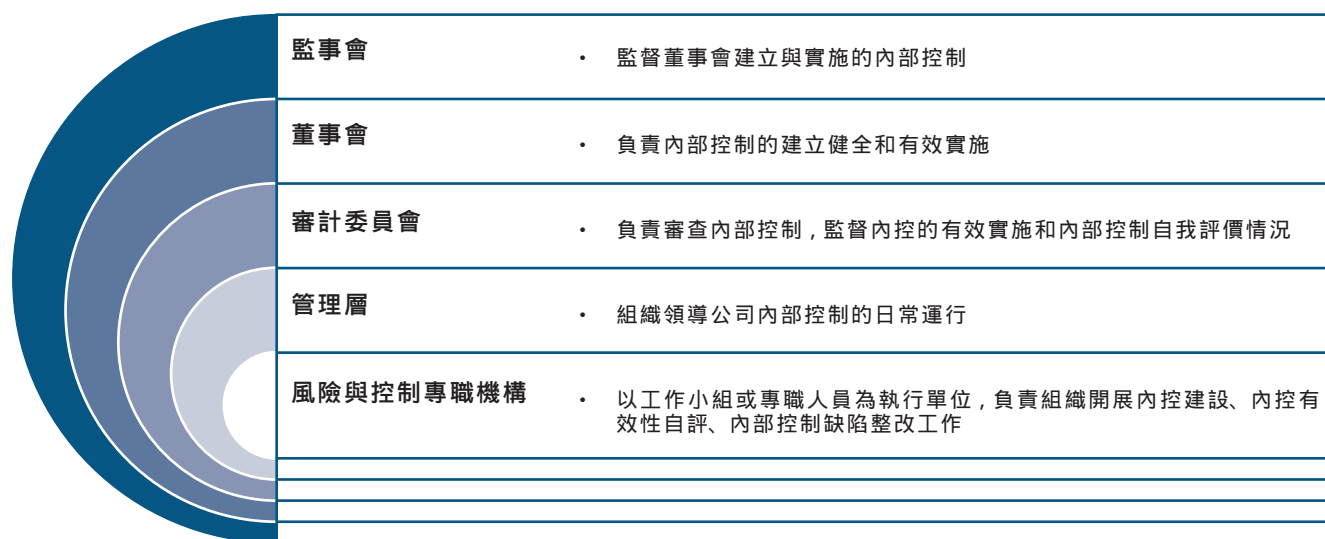 監事會
• 監督董事會建立與實施的內部控制
董事會
• 負責內部控制的建立健全和有效實施
審計委員會
• 負責審查內部控制，監督內控的有效實施和內部控制自我評價情況
管理層
• 組織領導公司內部控制的日常運行
風險與控制專職機構
• 以工作小組或專職人員為執行單位，負責組織開展內控建設、內控有
效性自評、內部控制缺陷整改工作